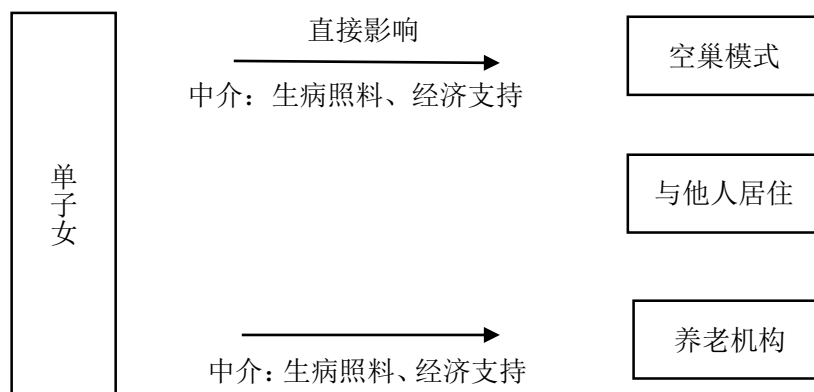 直接影响
空巢模式
中介：生病照料、经济支持
单子女
与他人居住
养老机构
中介：生病照料、经济支持